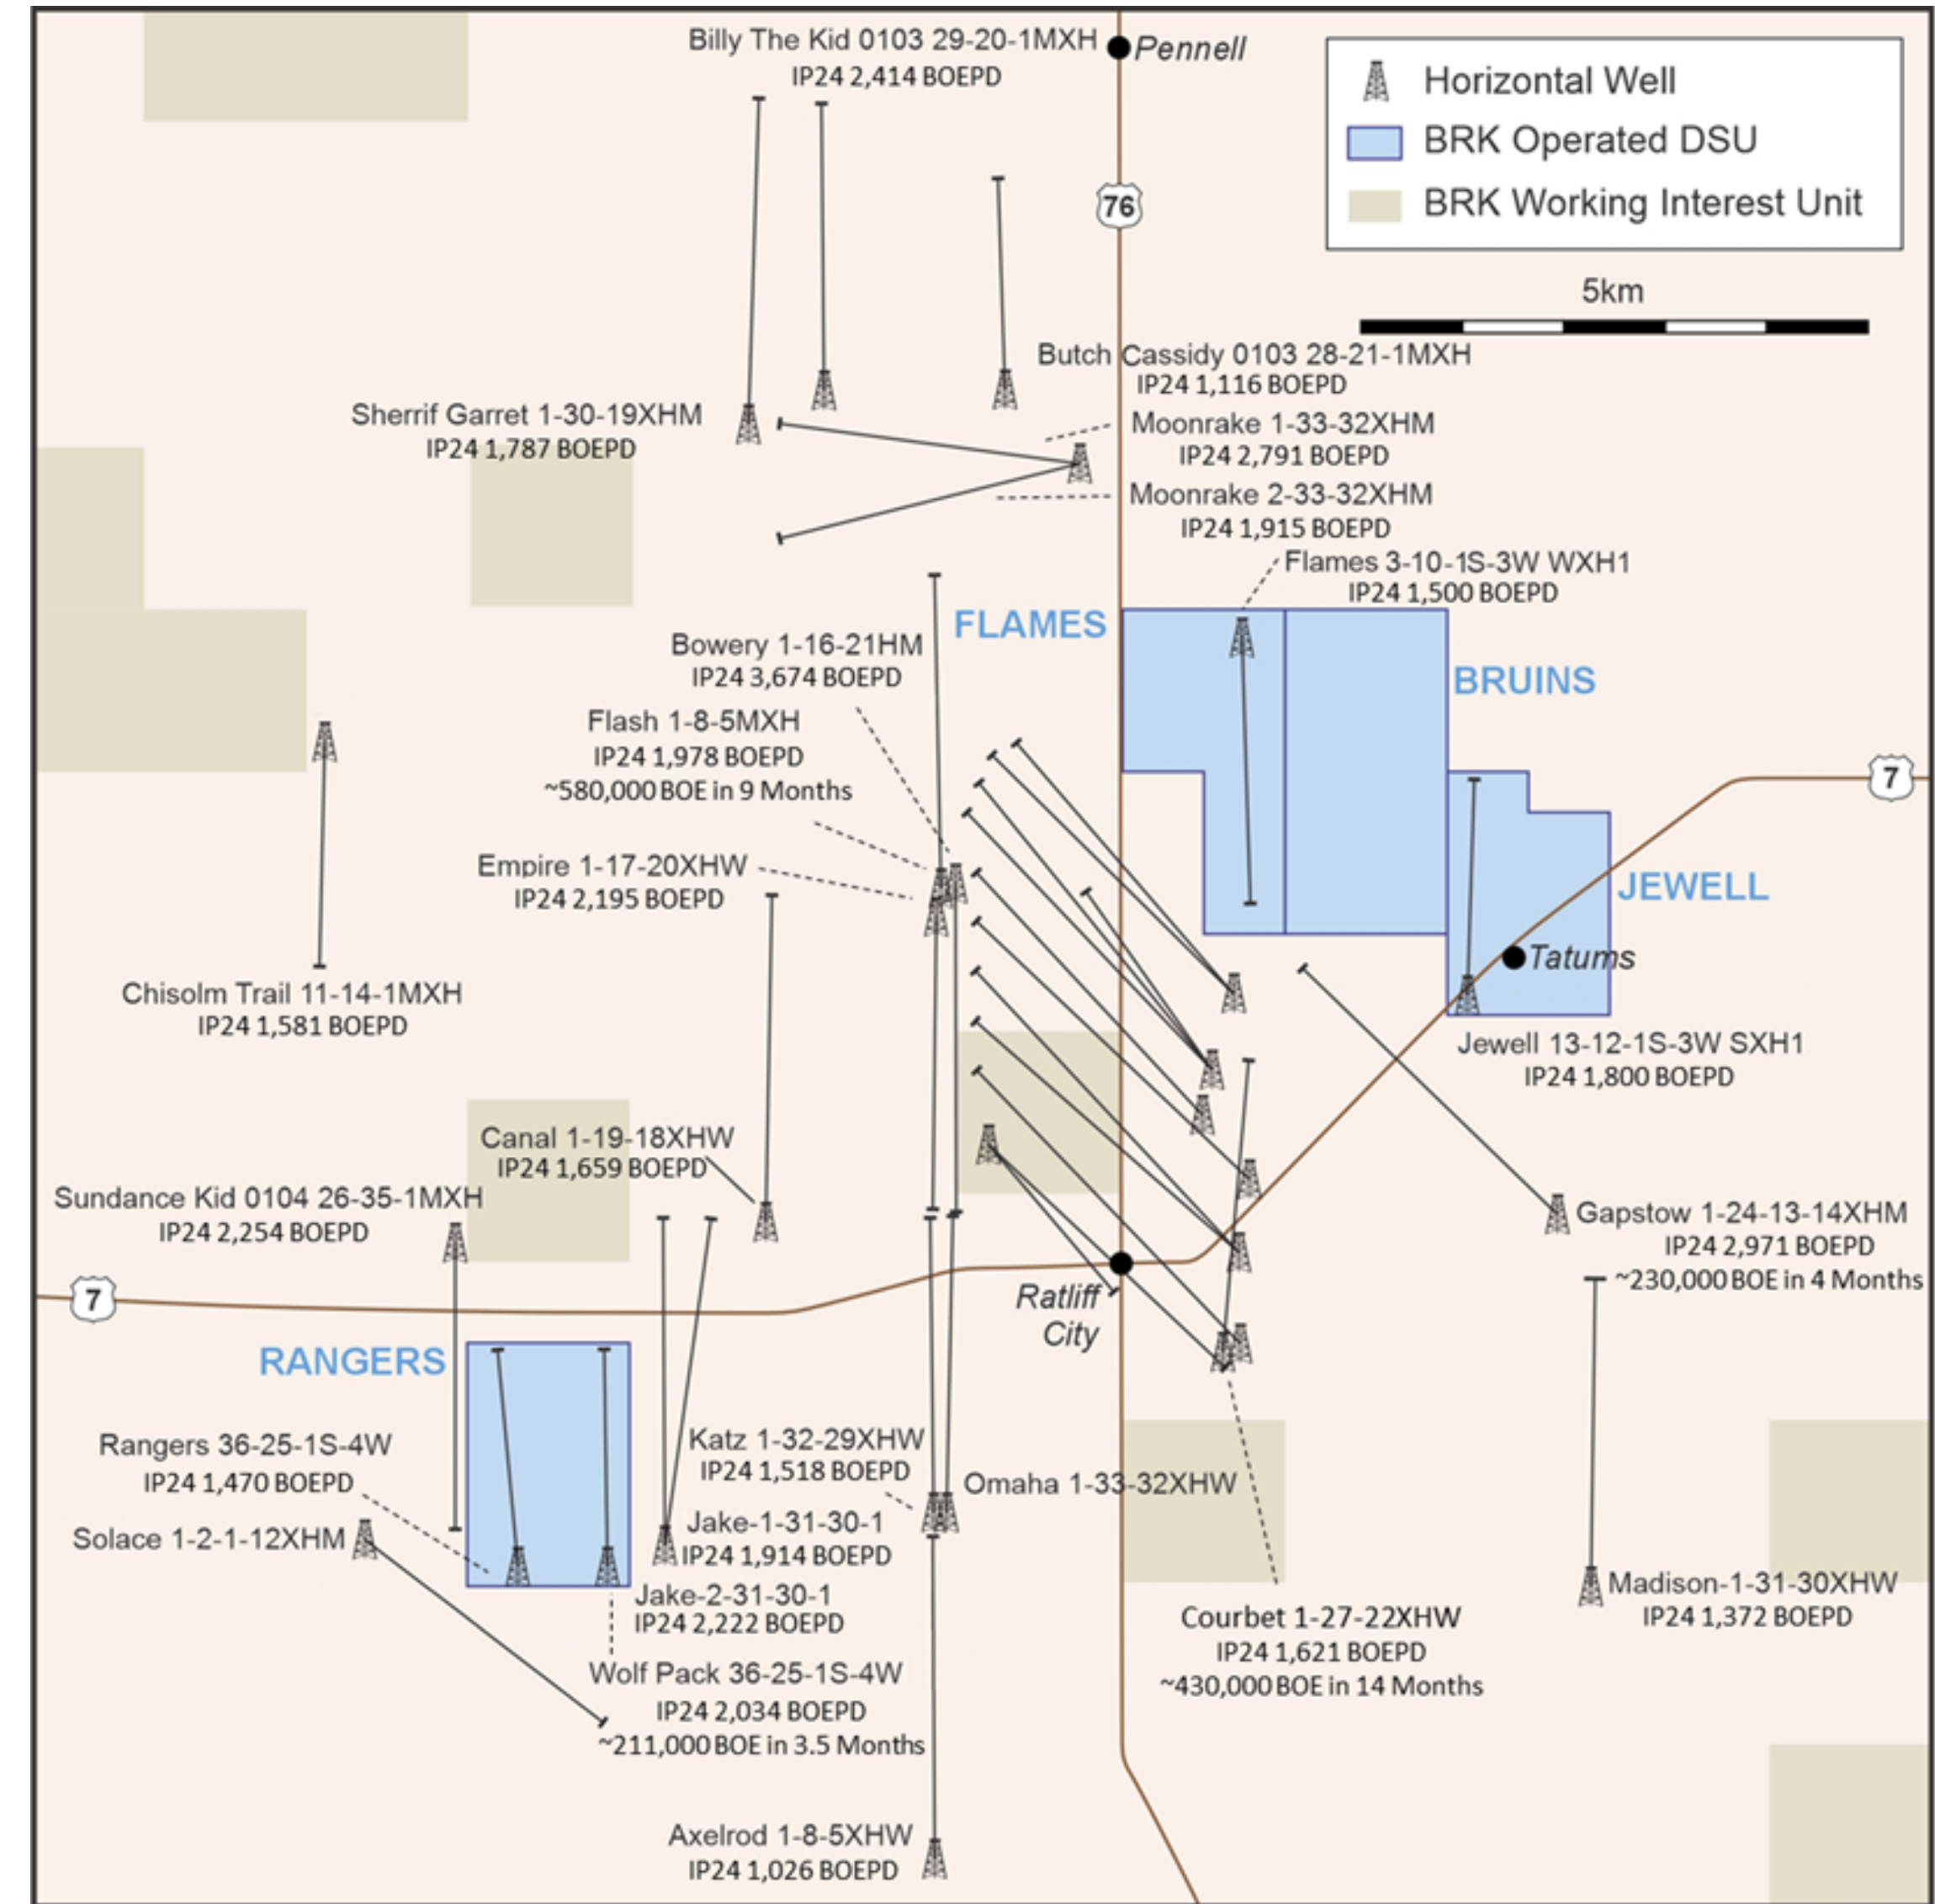 Billy The Kid 0103 29-20-1MXH
IP24 2,414 BOEPD
Pennell
Horizontal Well
BRK Operated DSU
BRK Working Interest Unit
76
5km
Butch Cassidy 0103 28-21-1MXH
IP24 1,116 BOEPD
Sherrif Garret 1-30-19XHM
IP24 1,787 BOEPD
Moonrake 1-33-32XHM
IP24 2,791 BOEPD
Moonrake 2-33-32XHM
IP24 1,915 BOEPD
Flames 3-10-1S-3W WXH1
IP24 1,500 BOEPD
FLAMES
Bowery 1-16-21HM
IP24 3,674 BOEPD
BRUINS
Flash 1-8-5MXH
IP24 1,978 BOEPD
~580,000 BOE in 9 Months
7
Empire 1-17-20XHW
IP24 2,195 BOEPD
JEWELL
Tatums
Chisolm Trail 11-14-1MXH
IP24 1,581 BOEPD
Jewell 13-12-1S-3W SXH1
IP24 1,800 BOEPD
Canal 1-19-18XHW
IP24 1,659 BOEPD
Sundance Kid 0104 26-35-1MXH
IP24 2,254 BOEPD
Gapstow 1-24-13-14XHM
IP24 2,971 BOEPD
~230,000 BOE in 4 Months
7
Ratliff
City
RANGERS
Rangers 36-25-1S-4W
IP24 1,470 BOEPD
Katz 1-32-29XHW
IP24 1,518 BOEPD
Omaha 1-33-32XHW
Solace 1-2-1-12XHM
Jake-1-31-30-1
IP24 1,914 BOEPD
Jake-2-31-30-1
IP24 2,222 BOEPD
Madison-1-31-30XHW
IP24 1,372 BOEPD
Courbet 1-27-22XHW
IP24 1,621 BOEPD
~430,000 BOE in 14 Months
Wolf Pack 36-25-1S-4W
IP24 2,034 BOEPD
~211,000 BOE in 3.5 Months
Axelrod 1-8-5XHW
IP24 1,026 BOEPD